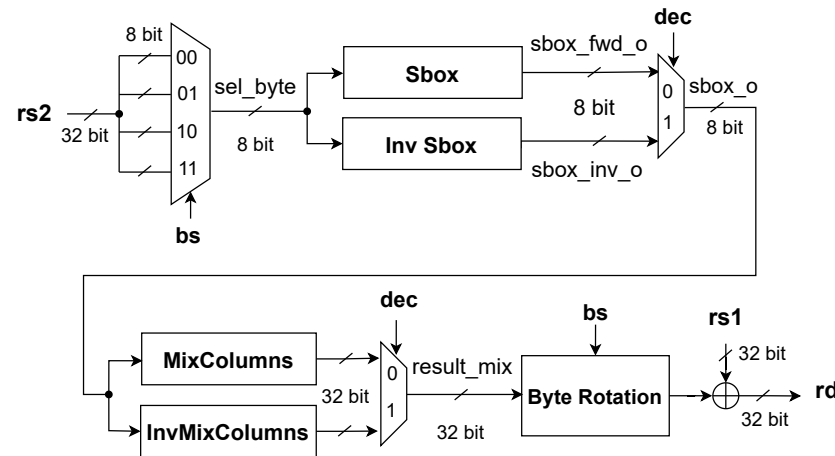 8 bit
00
01
10
11
rs2
32 bit
bs
sel_byte
8 bit
Sbox
Inv Sbox
sbox_fwd_o
8 bit
sbox_inv_o
dec
0
1
sbox_o
8 bit
MixColumns
InvMixColumns
32 bit
dec
0
1
result_mix
32 bit
bs
Byte Rotation
rs1
32 bit
32 bit
rd